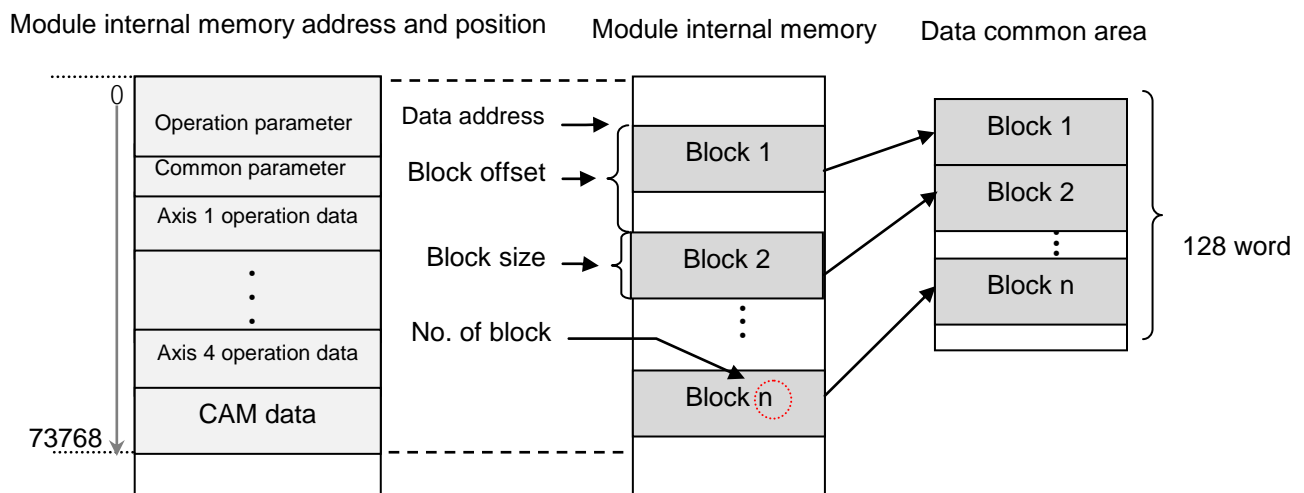 Module internal memory address and position
Module internal memory
Data common area
0
Operation parameter
Common parameter
Axis 1 operation data
Axis 4 operation data
CAM data
73768
Data address
Block offset
Block size
No. of block
Block 1
Block 2
Block n
Block 1
Block 2
Block n
128 word